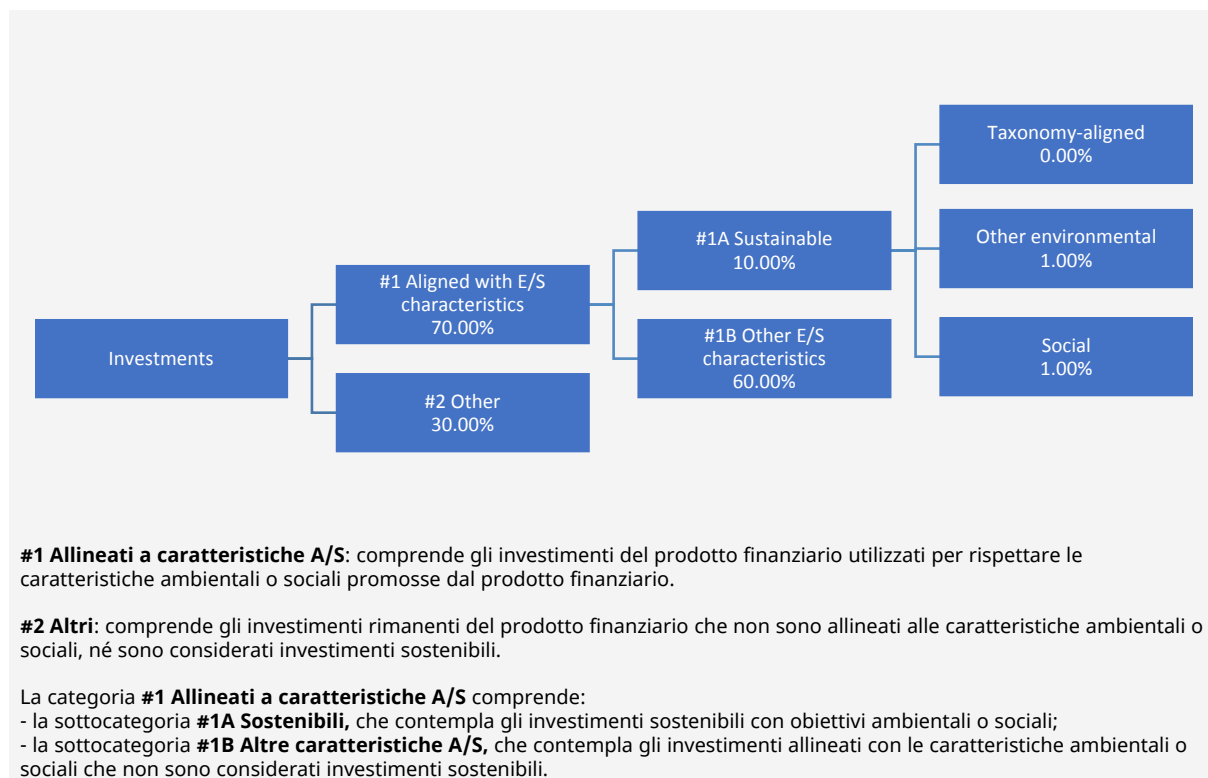 Taxonomy-aligned
0.00%
#1A Sustainable
10.00%
Other environmental
1.00%
#1 Aligned with E/S
characteristics
70.00%
Investments
#1B Other E/S
characteristics
60.00%
Social
1.00%
#2 Other
30.00%
#1 Allineati a caratteristiche A/S: comprende gli investimenti del prodotto finanziario utilizzati per rispettare le
caratteristiche ambientali o sociali promosse dal prodotto finanziario.
#2 Altri: comprende gli investimenti rimanenti del prodotto finanziario che non sono allineati alle caratteristiche ambientali o
sociali, né sono considerati investimenti sostenibili.
La categoria #1 Allineati a caratteristiche A/S comprende:
- la sottocategoria #1A Sostenibili, che contempla gli investimenti sostenibili con obiettivi ambientali o sociali;
- la sottocategoria #1B Altre caratteristiche A/S, che contempla gli investimenti allineati con le caratteristiche ambientali o
sociali che non sono considerati investimenti sostenibili.